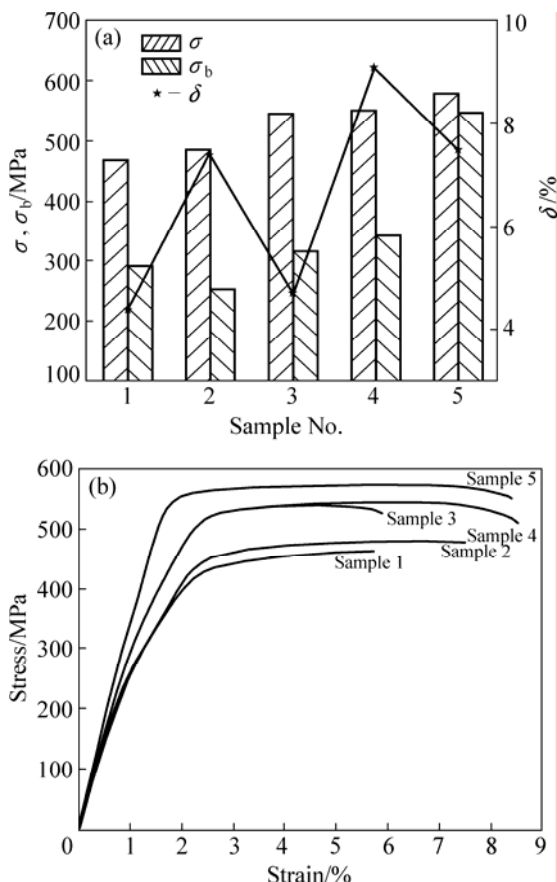 (a)
σ
σb
δ
700
600
500
400
300
200
100
σ, σb/MPa
10
8
6
4
δ/%
1 2 3 4 5
Sample No.
(b)
600
500
400
300
200
100
0
Stress/MPa
Sample 5
Sample 3
Sample 4
Sample 2
Sample 1
1 2 3 4 5 6 7 8 9
Strain/%